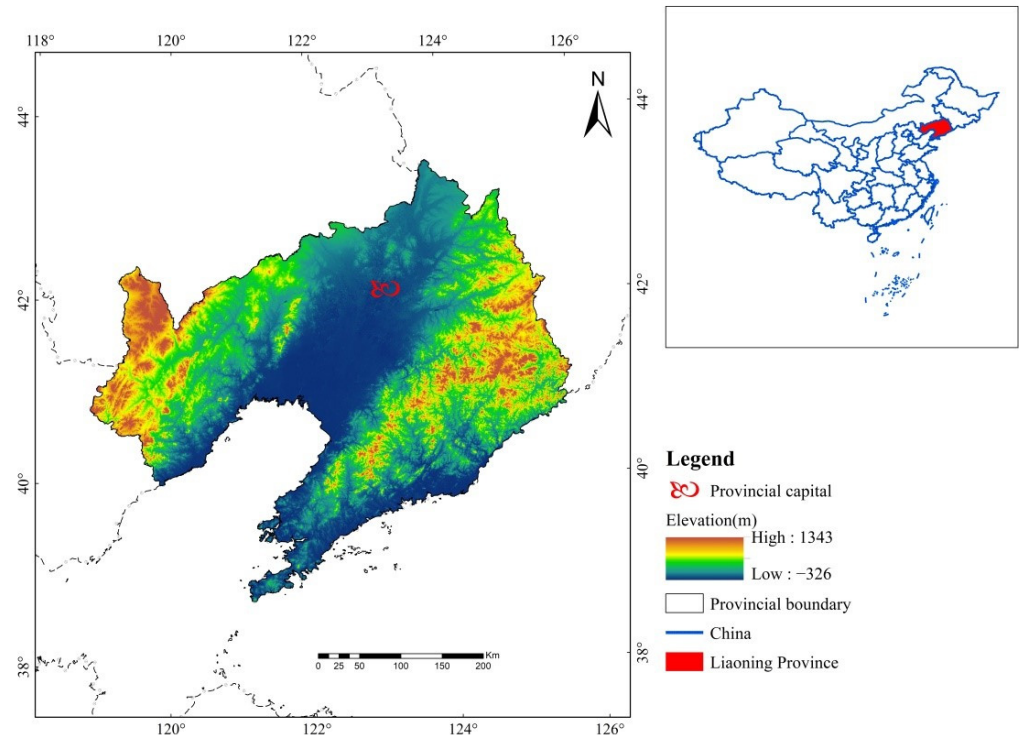 118° 120° 122° 124° 126°
N
44° 44°
42° 42°
40° 40°
38° 38°
0 25 50 100 150 200 Km
120° 122° 124° 126°
Legend
Provincial capital
Elevation(m)
High : 1343
Low : −326
Provincial boundary
China
Liaoning Province